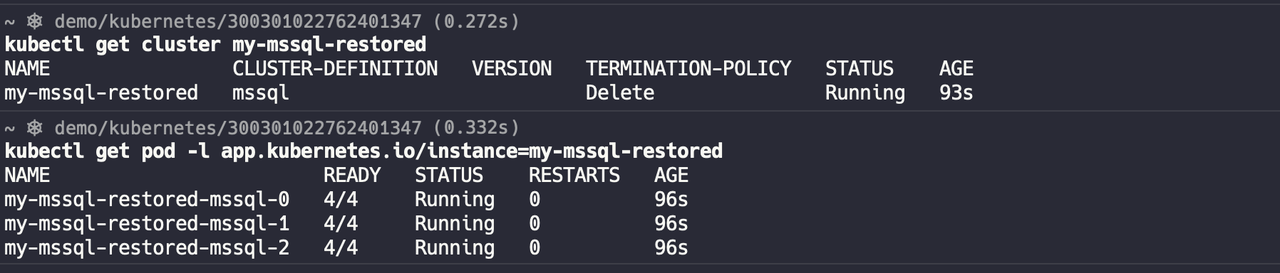 ~ ⎈ demo/kubernetes/300301022762401347 (0.272s)
kubectl get cluster my-mssql-restored
NAME CLUSTER-DEFINITION VERSION TERMINATION-POLICY STATUS AGE
my-mssql-restored mssql Delete Running 93s
~ ⎈ demo/kubernetes/300301022762401347 (0.332s)
kubectl get pod -l app.kubernetes.io/instance=my-mssql-restored
NAME READY STATUS RESTARTS AGE
my-mssql-restored-mssql-0 4/4 Running 0 96s
my-mssql-restored-mssql-1 4/4 Running 0 96s
my-mssql-restored-mssql-2 4/4 Running 0 96s